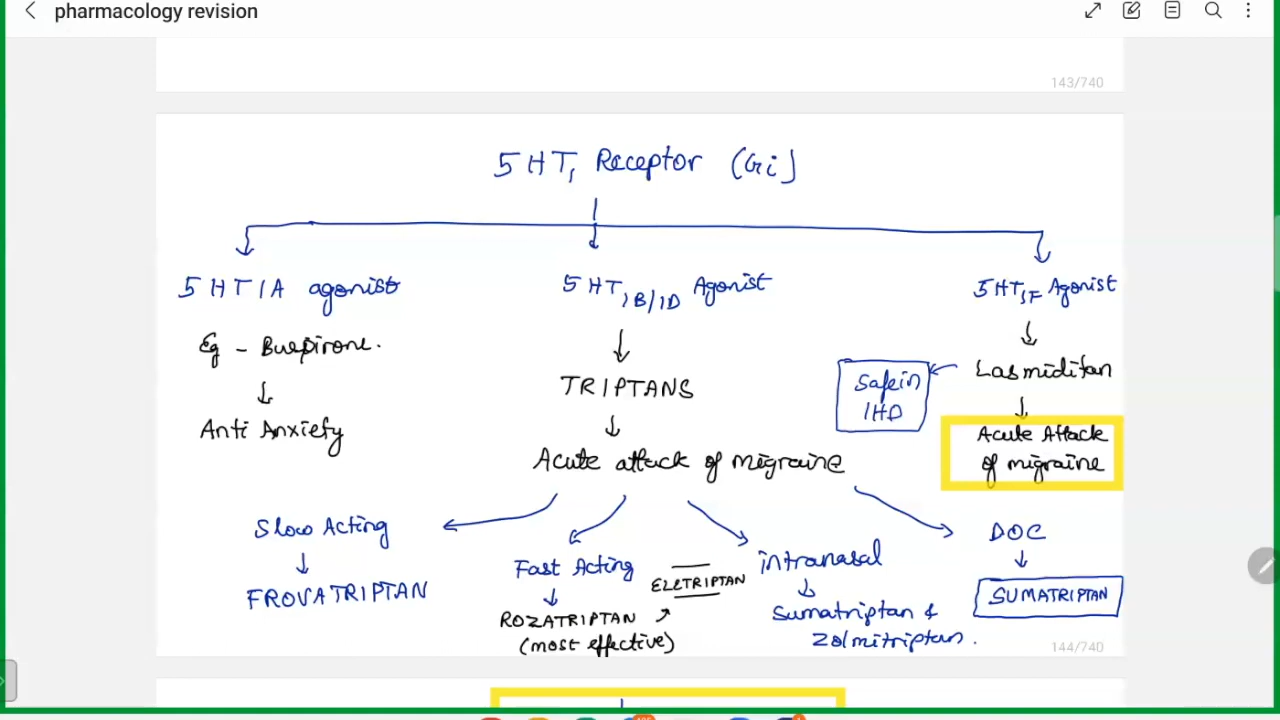 pharmacology revision
143/740
5HT₁ Receptor (Gi)
5HT1A agonist
Eg - Buspirone.
Anti Anxiety
5HT1B/1D Agonist
TRIPTANS
Acute attack of migraine
5HT1F Agonist
Lasmiditan
Safe in
IHD
Acute Attack
of migraine
Slow Acting
FROVATRIPTAN
Fast Acting
ROZATRIPTAN
(most effective)
ELETRIPTAN
intranasal
Sumatriptan &
Zolmitriptan.
DOC
SUMATRIPTAN
144/740